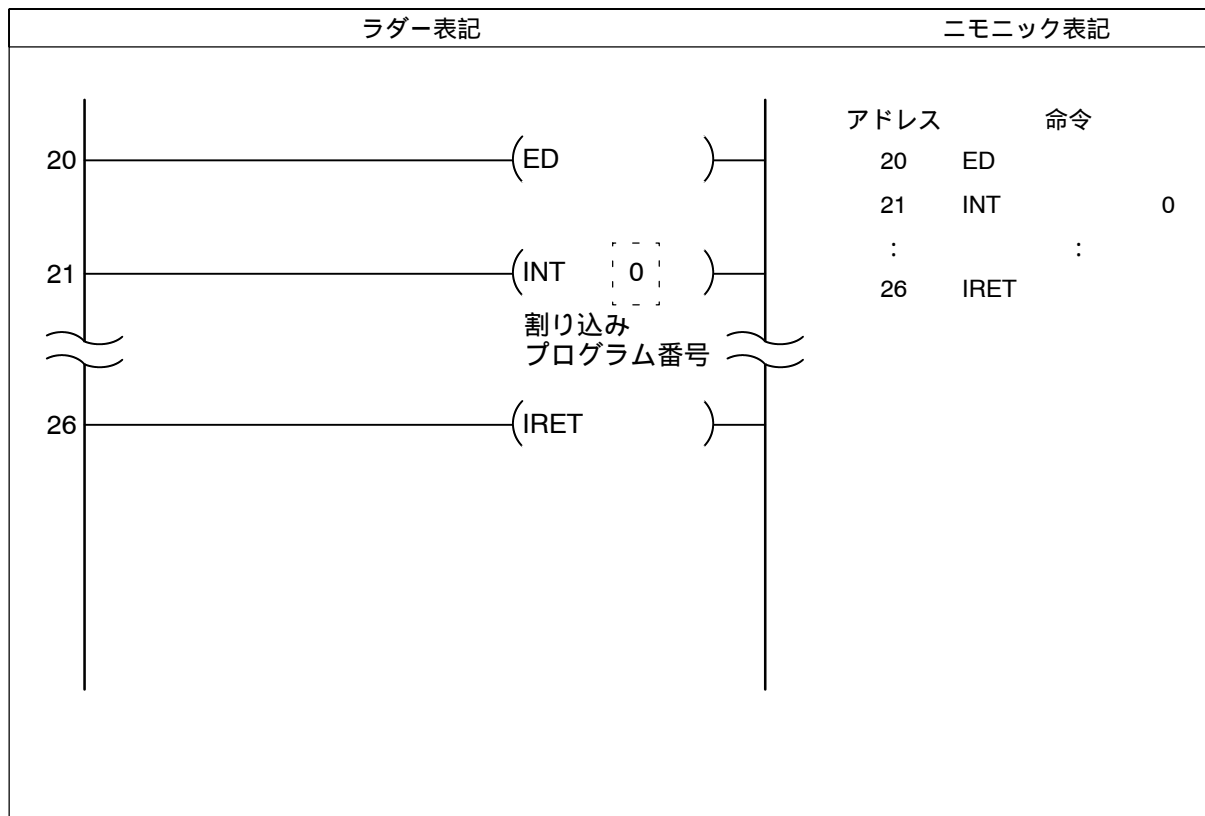 ラダー表記 ニモニック表記
アドレス 命令
20 (ED ) 20 ED
21 INT 0
21 (INT 0 ) : :
26 IRET
割り込み
プログラム番号
26 (IRET )